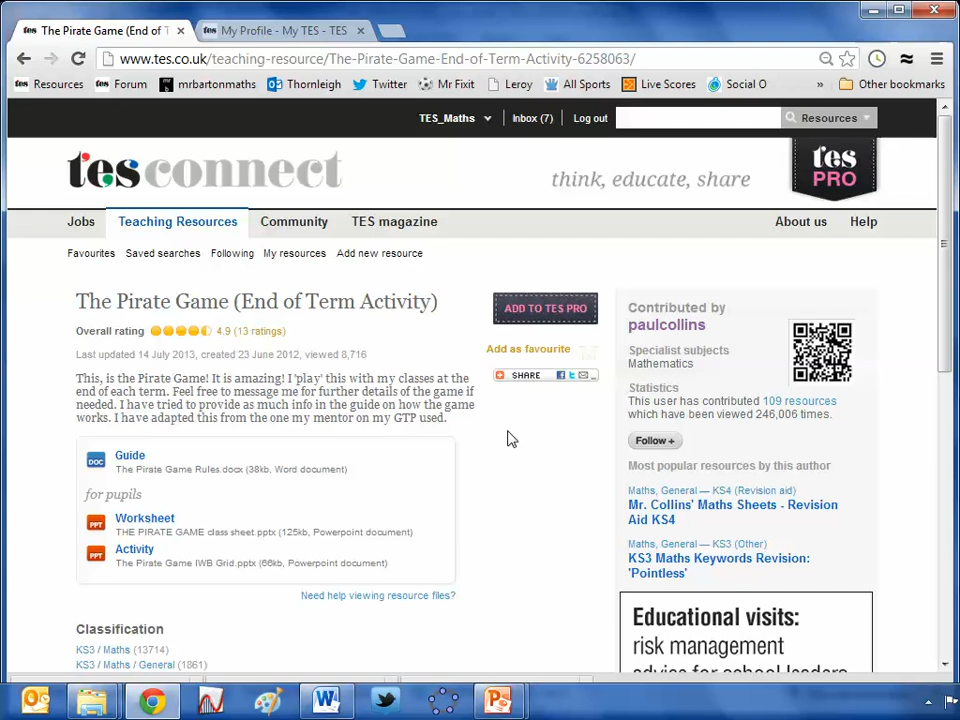 The Pirate Game (End of T
My Profile - My TES - TES
www.tes.co.uk/teaching-resource/The-Pirate-Game-End-of-Term-Activity-6258063/
Resources Forum mrbartonmaths Thornleigh Twitter Mr Fixit Leroy All Sports Live Scores Social O » Other bookmarks
TES_Maths Inbox (7) Log out Resources
tes connect
think, educate, share
tes
PRO
Jobs Teaching Resources Community TES magazine About us Help
Favourites Saved searches Following My resources Add new resource
The Pirate Game (End of Term Activity)
Overall rating 4.9 (13 ratings)
Last updated 14 July 2013, created 23 June 2012, viewed 8,716
This, is the Pirate Game! It is amazing! I 'play' this with my classes at the
end of each term. Feel free to message me for further details of the game if
needed. I have tried to provide as much info in the guide on how the game
works. I have adapted this from the one my mentor on my GTP used.
ADD TO TES PRO
Add as favourite
SHARE
DOC
Guide
The Pirate Game Rules.docx (38kb, Word document)
for pupils
PPT
Worksheet
THE PIRATE GAME class sheet.pptx (125kb, Powerpoint document)
PPT
Activity
The Pirate Game IWB Grid.pptx (66kb, Powerpoint document)
Need help viewing resource files?
Classification
KS3 / Maths (13714)
KS3 / Maths / General (1861)
Contributed by
paulcollins
Specialist subjects
Mathematics
Statistics
This user has contributed 109 resources
which have been viewed 246,006 times.
Follow +
Most popular resources by this author
Maths, General — KS4 (Revision aid)
Mr. Collins' Maths Sheets - Revision
Aid KS4
Maths, General — KS3 (Other)
KS3 Maths Keywords Revision:
'Pointless'
Educational visits:
risk management
advice for school leaders